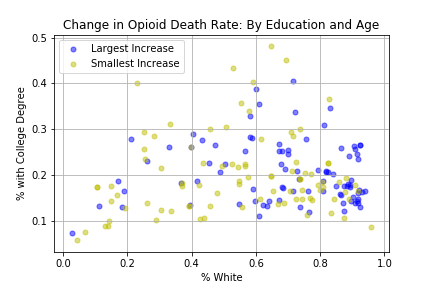 Change in Opioid Death Rate: By Education and Age
Largest Increase
Smallest Increase
% with College Degree
0.5
0.4
0.3
0.2
0.1
0.0
0.2
0.4
0.6
0.8
1.0
% White